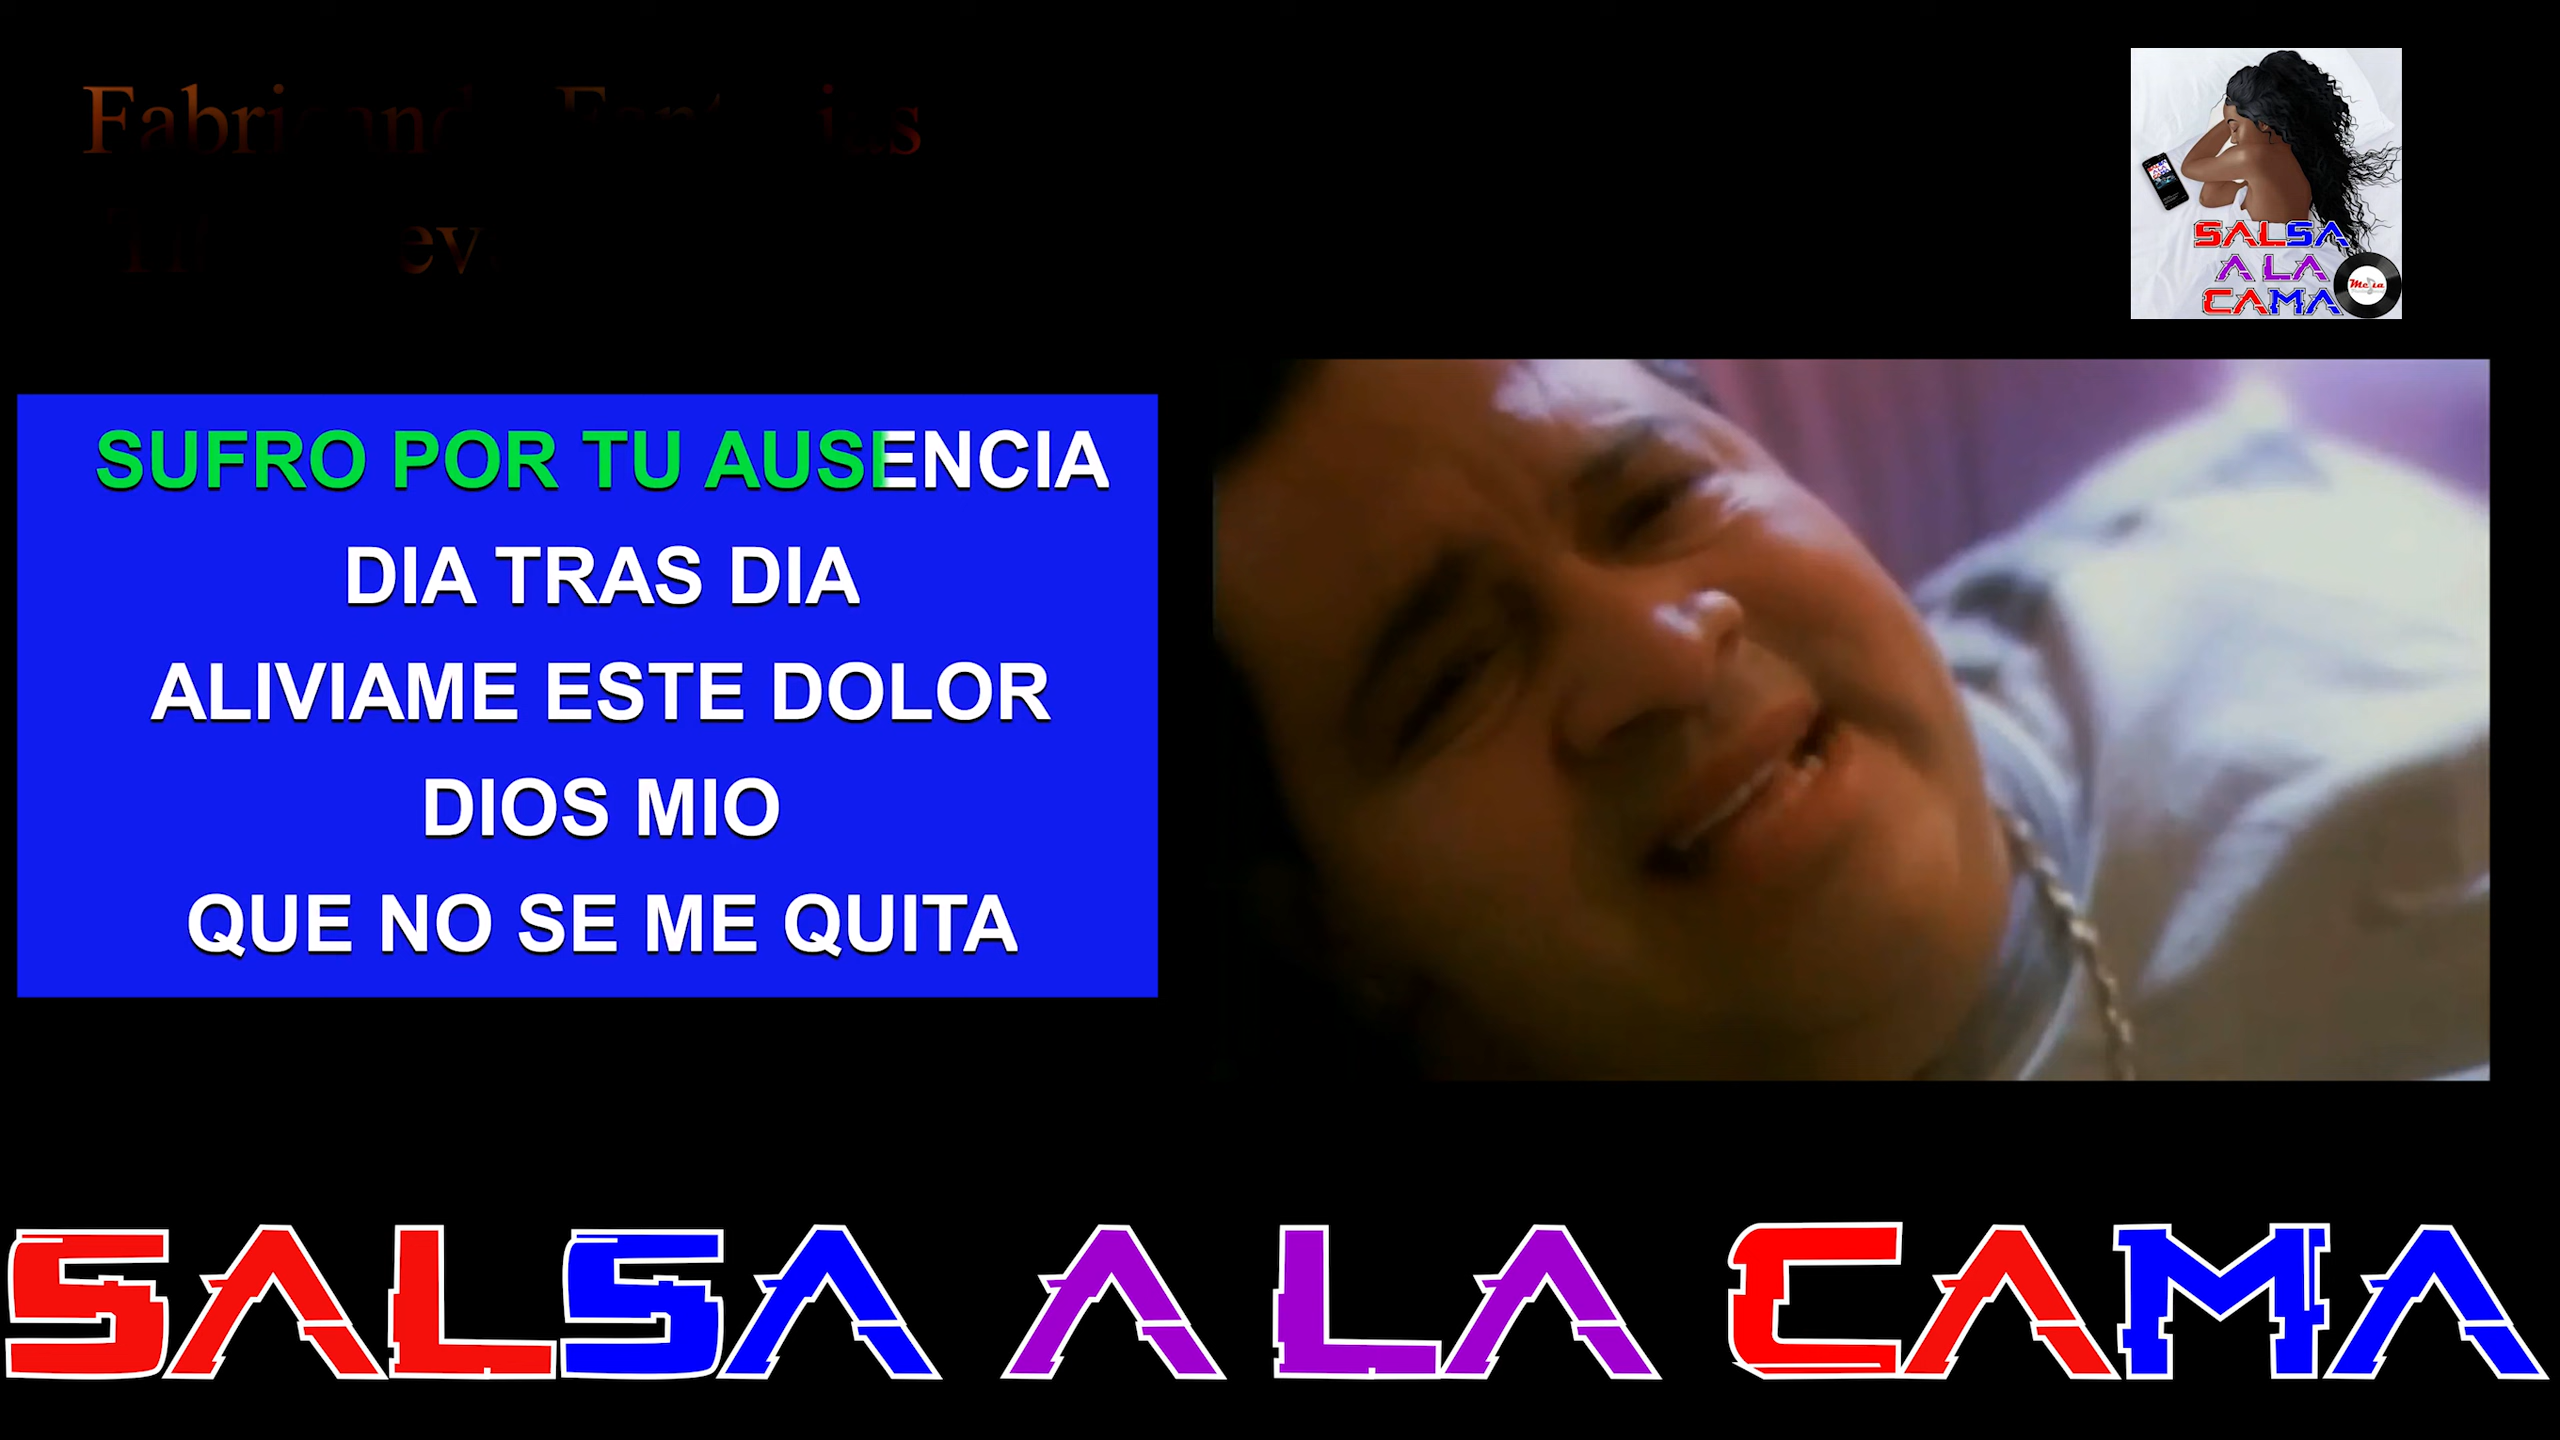 SALSA
A LA
CAMA
SUFRO POR TU AUSENCIA
DIA TRAS DIA
ALIVIAME ESTE DOLOR
DIOS MIO
QUE NO SE ME QUITA
SALSA A LA CAMA